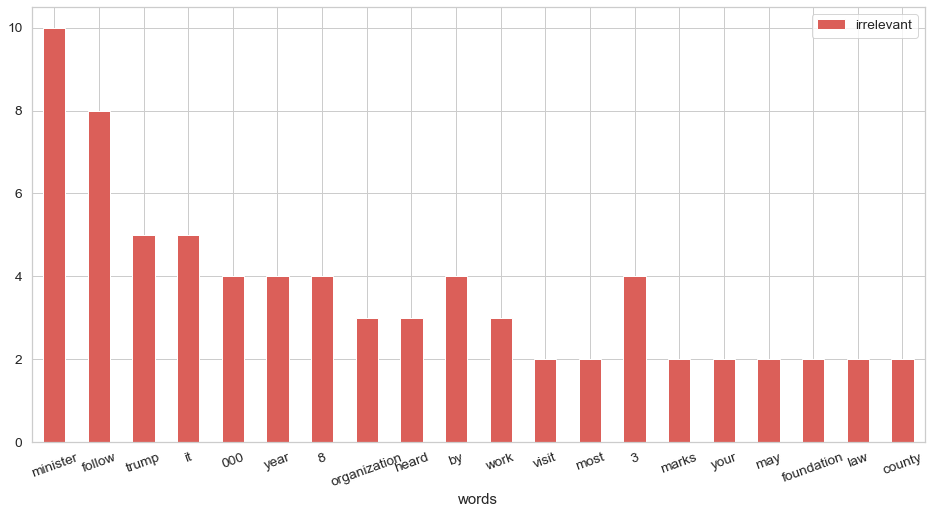 irrelevant
10
8
6
4
2
0
minister follow trump it 000 year 8 organization heard by work visit most 3 marks your may foundation law county
words